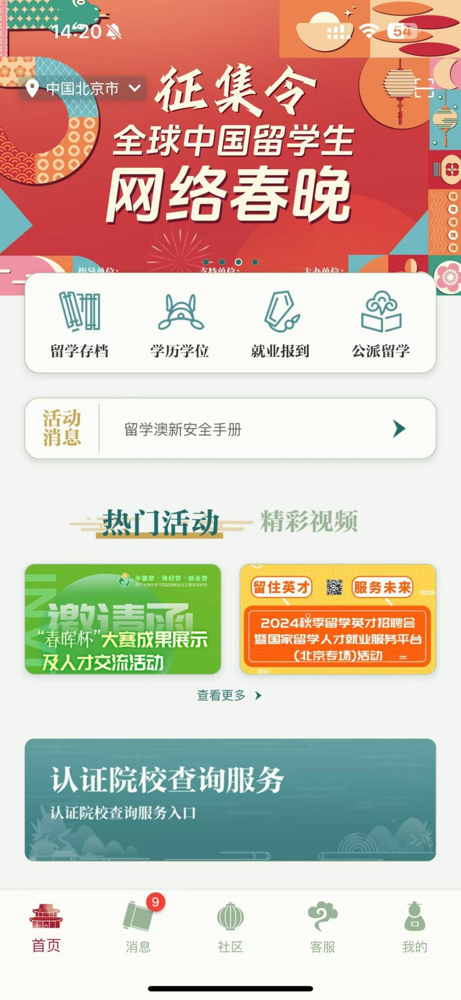 14:20
54
中国北京市
征集令
全球中国留学生
网络春晚
指导单位：
支持单位：
主办单位：
留学存档
学历学位
就业报到
公派留学
活动
消息
留学澳新安全手册
热门活动
精彩视频
中国梦·海归梦·创业梦
为广大海外学子回国创新创业之路保驾护航
邀请函
“春晖杯”大赛成果展示
及人才交流活动
留住英才
服务未来
2024秋季留学英才招聘会
暨国家留学人才就业服务平台
(北京专场)活动
查看更多
认证院校查询服务
认证院校查询服务入口
9
首页
消息
社区
客服
我的